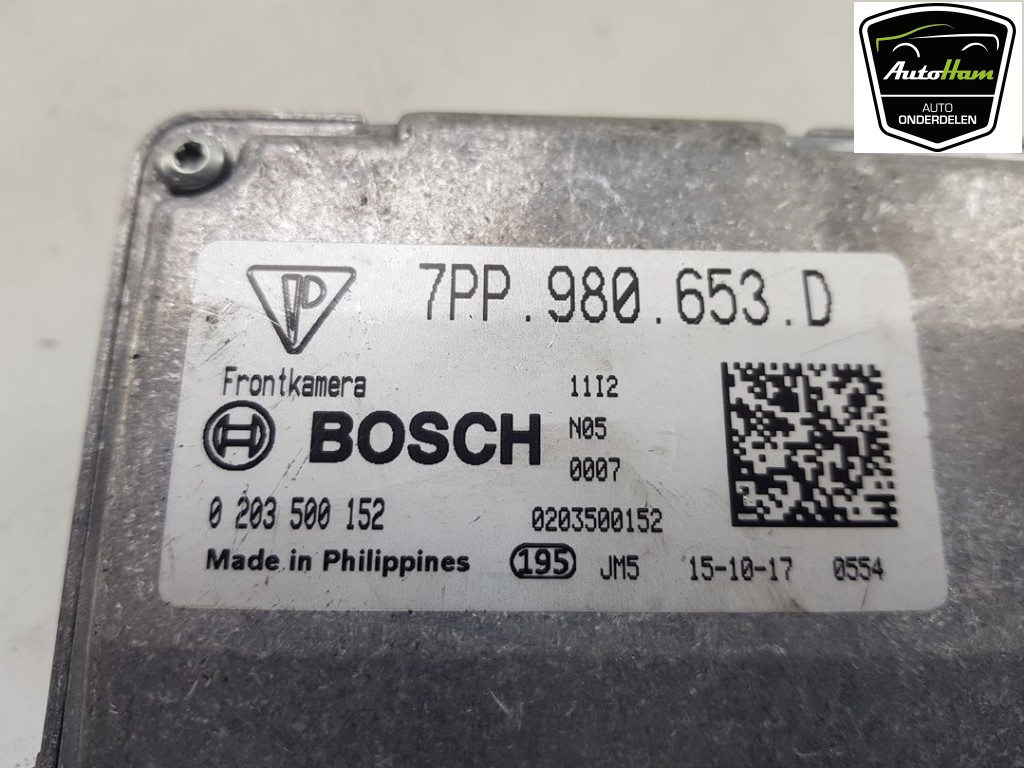 AutoHam
AUTO
ONDERDELEN
P
7PP.980.653.D
Frontkamera
11I2
BOSCH
N05
0007
0 203 500 152
0203500152
Made in Philippines
195
JM5
15-10-17
0554